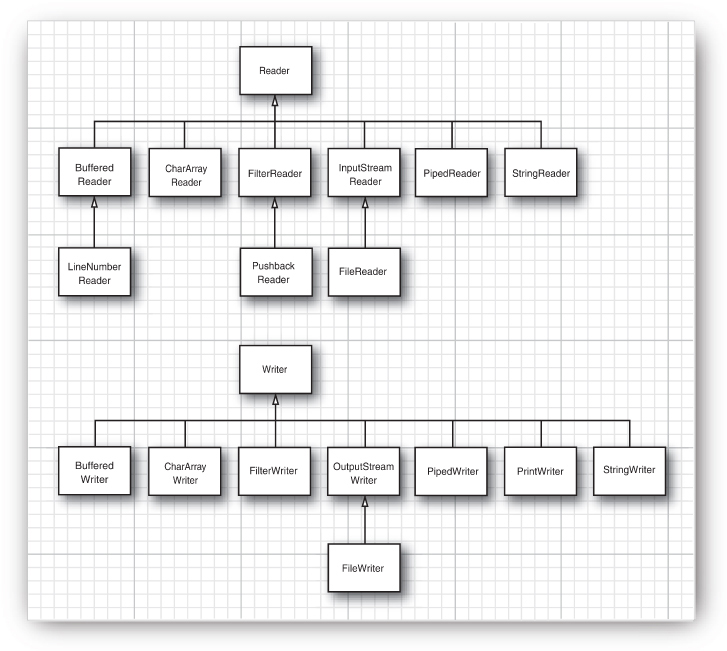 Reader
Buffered
Reader
CharArray
Reader
FilterReader
InputStream
Reader
PipedReader
StringReader
LineNumber
Reader
Pushback
Reader
FileReader
Writer
Buffered
Writer
CharArray
Writer
FilterWriter
OutputStream
Writer
PipedWriter
PrintWriter
StringWriter
FileWriter